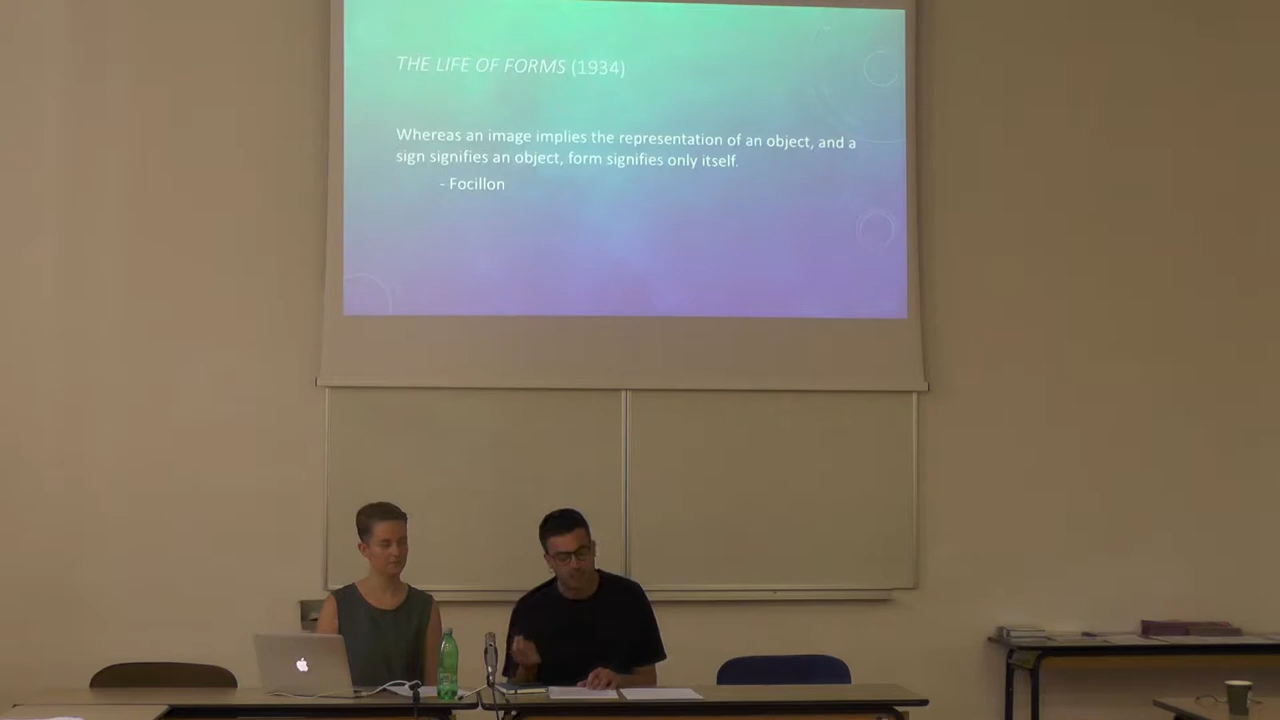 THE LIFE OF FORMS (1934)
Whereas an image implies the representation of an object, and a
sign signifies an object, form signifies only itself.
- Focillon